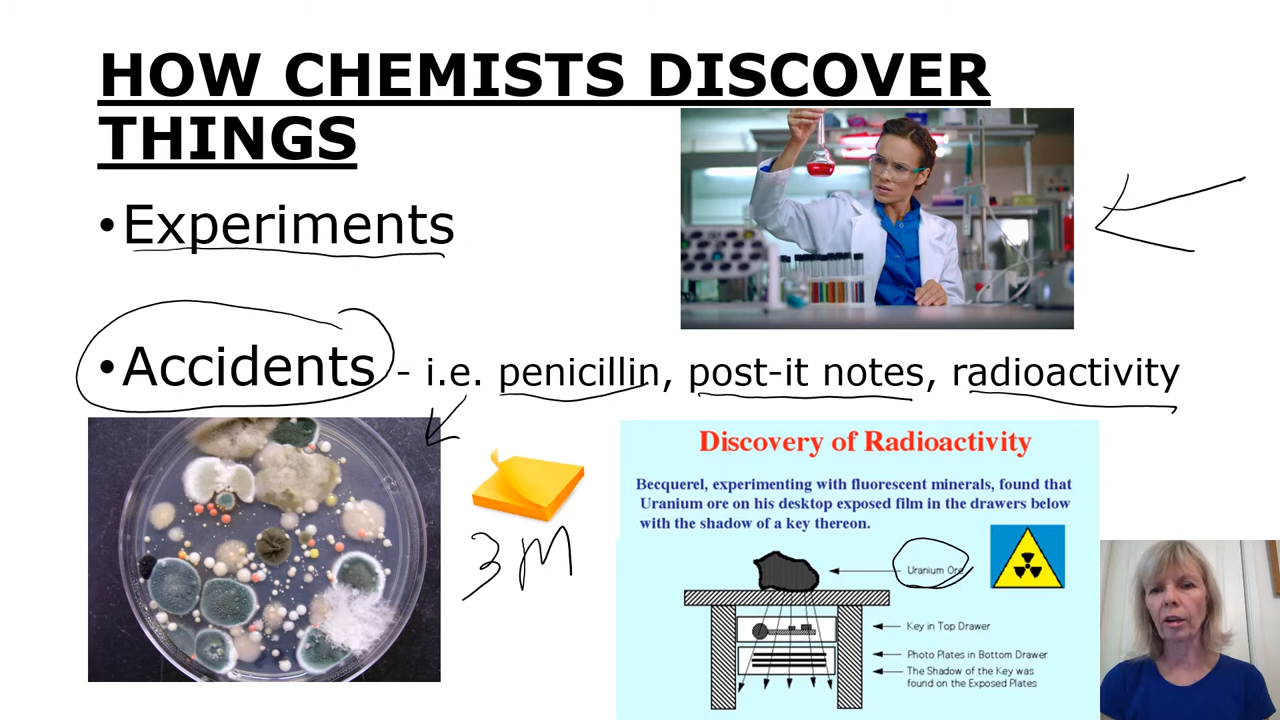 HOW CHEMISTS DISCOVER
THINGS
•Experiments
•Accidents - i.e. penicillin, post-it notes, radioactivity
3M
Discovery of Radioactivity
Becquerel, experimenting with fluorescent minerals, found that
Uranium ore on his desktop exposed film in the drawers below
with the shadow of a key thereon.
Uranium Ore
Key in Top Drawer
Photo Plates in Bottom Drawer
The Shadow of the Key was
found on the Exposed Plates